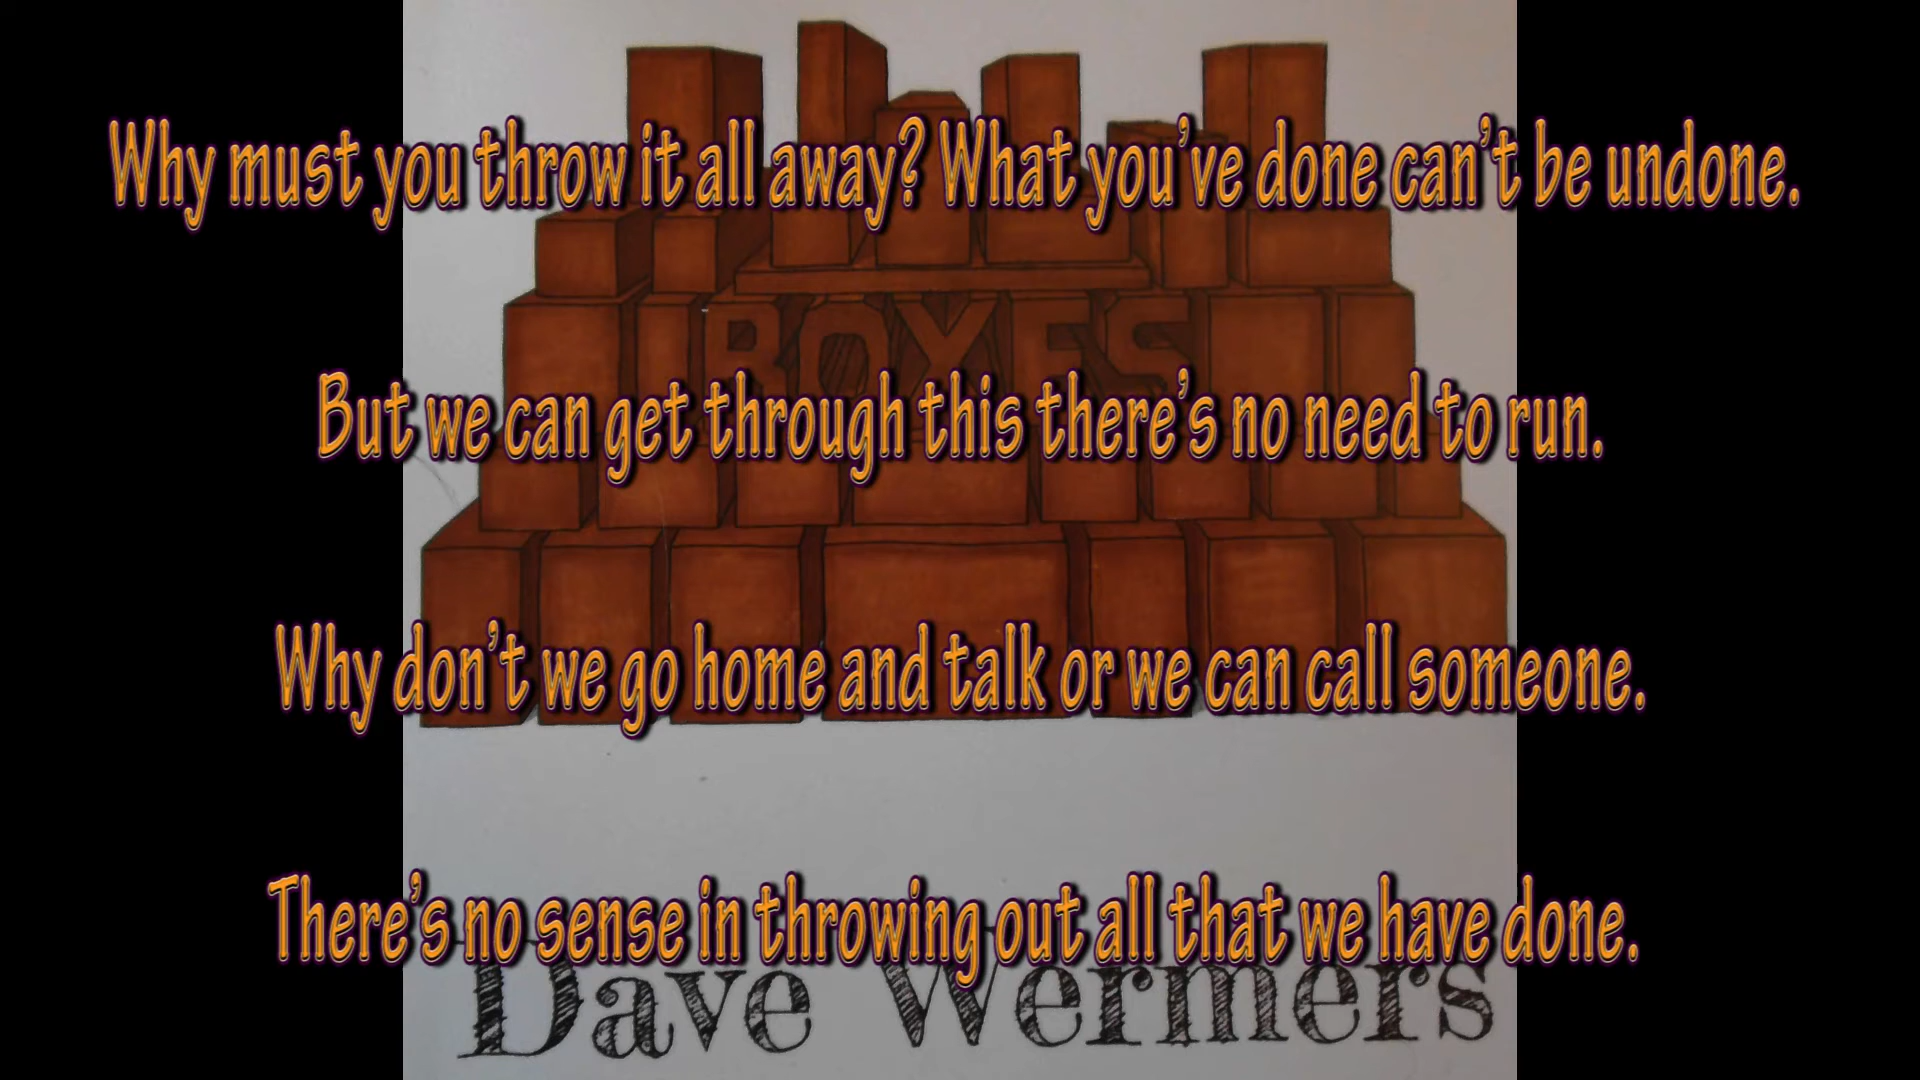 Why must you throw it all away? What you've done can't be undone.
BOXES
But we can get through this there's no need to run.
Why don't we go home and talk or we can call someone.
There's no sense in throwing out all that we have done.
Dave Wermers